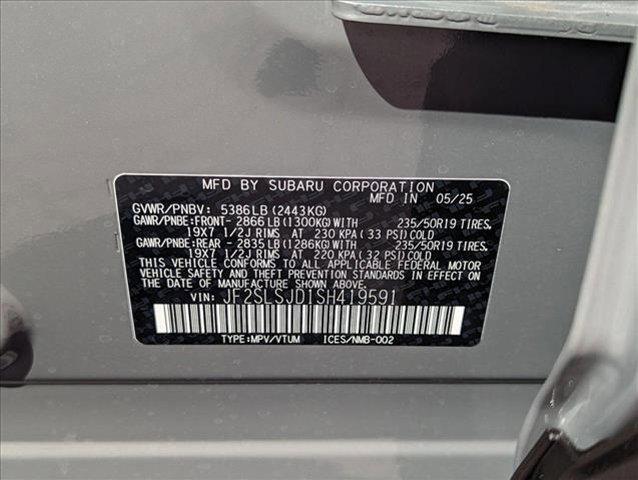 MFD BY SUBARU CORPORATION
MFD IN 05/25
GVWR/PNBV: 5386LB(2443KG)
GAWR/PNBE:FRONT- 2866LB(1300KG)WITH 235/50R19 TIRES.
19X7 1/2J RIMS AT 230 KPA(33 PSI)COLD
GAWR/PNBE:REAR - 2835LB(1286KG)WITH 235/50R19 TIRES.
19X7 1/2J RIMS AT 220 KPA(32 PSI)COLD
THIS VEHICLE CONFORMS TO ALL APPLICABLE FEDERAL MOTOR
VEHICLE SAFETY AND THEFT PREVENTION STANDARDS IN EFFECT
ON THE DATE OF MANUFACTURE SHOWN ABOVE.
VIN: JF2SLSJD1SH419591
TYPE:MPV/VTUM ICES/NMB-002